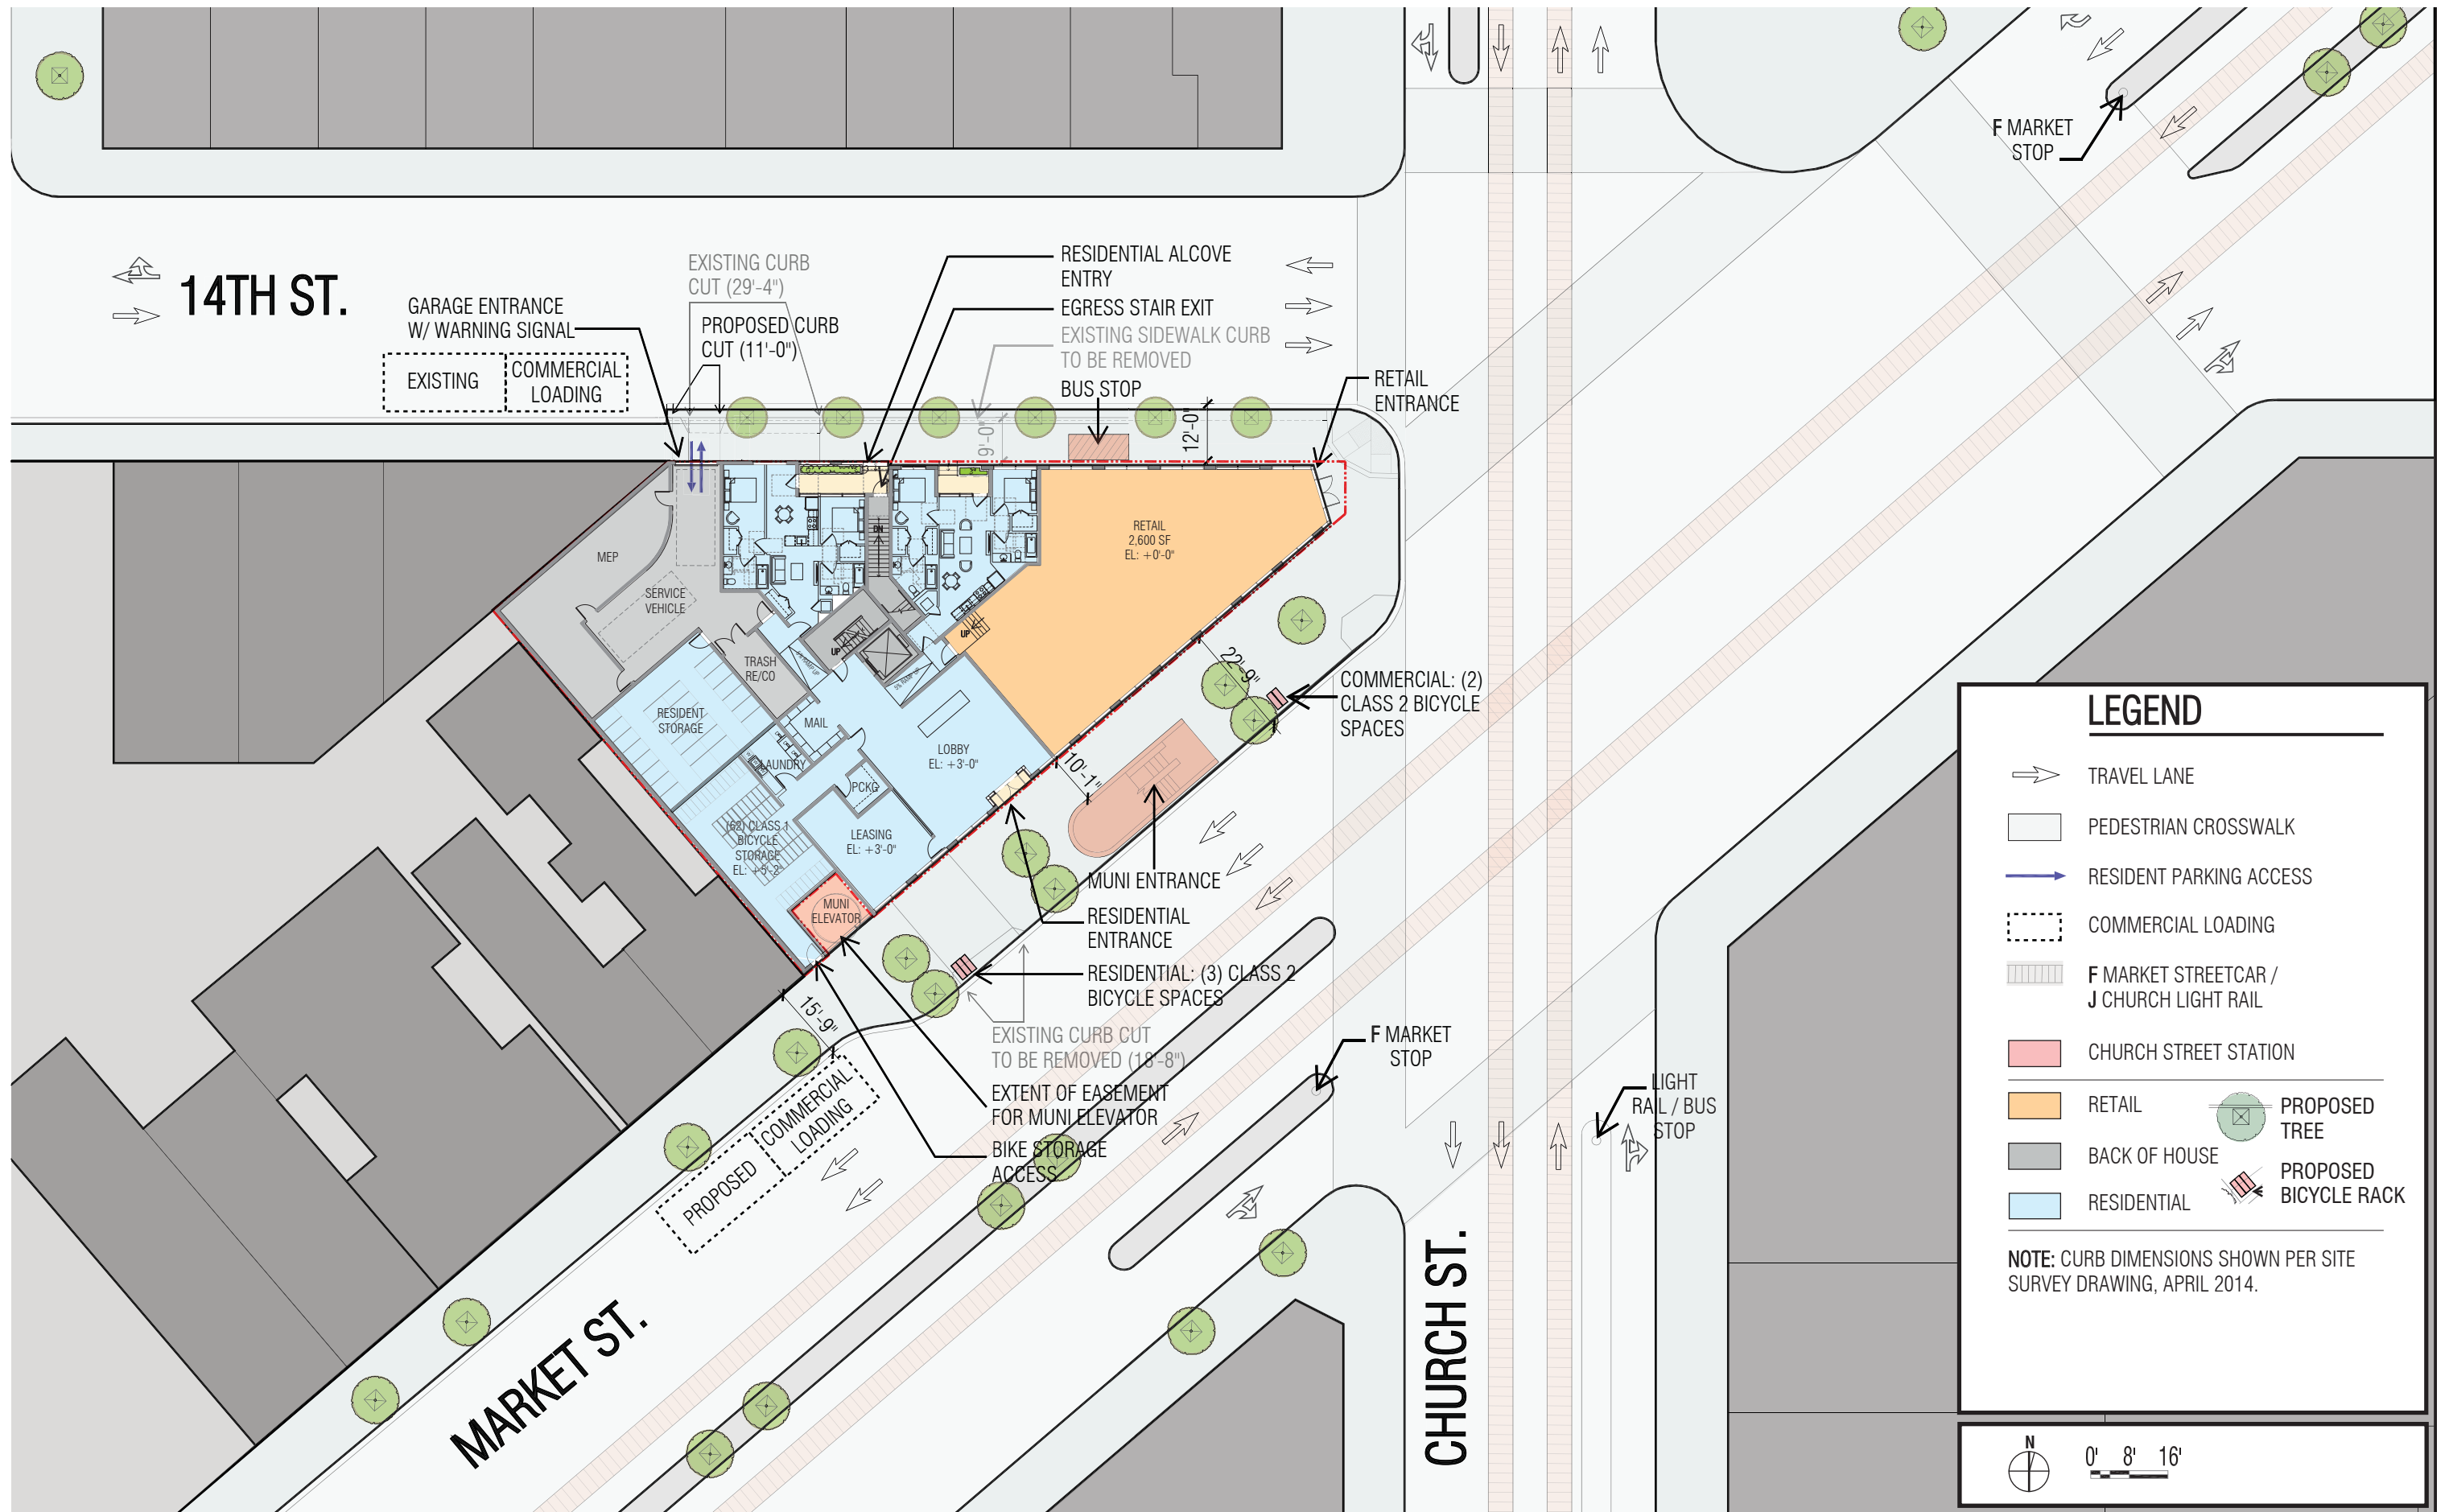 F MARKET
STOP
14TH ST.
EXISTING CURB
CUT (29'-4")
RESIDENTIAL ALCOVE
ENTRY
GARAGE ENTRANCE
W/ WARNING SIGNAL
PROPOSED CURB
CUT (11'-0")
EGRESS STAIR EXIT
EXISTING SIDEWALK CURB
TO BE REMOVED
BUS STOP
EXISTING
COMMERCIAL
LOADING
RETAIL
ENTRANCE
9'-0"
12'-0"
MEP
SERVICE
VEHICLE
DN
RETAIL
2,600 SF
EL: +0'-0"
UP
UP
TRASH
RE/CO
RESIDENT
STORAGE
MAIL
LAUNDRY
PCKG
LOBBY
EL: +3'-0"
LEASING
EL: +3'-0"
(62) CLASS 1
BICYCLE
STORAGE
EL: +5'-2"
MUNI
ELEVATOR
22'-9"
10'-1"
15'-9"
COMMERCIAL: (2)
CLASS 2 BICYCLE
SPACES
MUNI ENTRANCE
RESIDENTIAL
ENTRANCE
RESIDENTIAL: (3) CLASS 2
BICYCLE SPACES
EXISTING CURB CUT
TO BE REMOVED (18'-8")
EXTENT OF EASEMENT
FOR MUNI ELEVATOR
BIKE STORAGE
ACCESS
F MARKET
STOP
LIGHT
RAIL / BUS
STOP
PROPOSED
COMMERCIAL
LOADING
MARKET ST.
CHURCH ST.
LEGEND
TRAVEL LANE
PEDESTRIAN CROSSWALK
RESIDENT PARKING ACCESS
COMMERCIAL LOADING
F MARKET STREETCAR /
J CHURCH LIGHT RAIL
CHURCH STREET STATION
RETAIL
BACK OF HOUSE
RESIDENTIAL
PROPOSED
TREE
PROPOSED
BICYCLE RACK
NOTE: CURB DIMENSIONS SHOWN PER SITE
SURVEY DRAWING, APRIL 2014.
N
0' 8' 16'